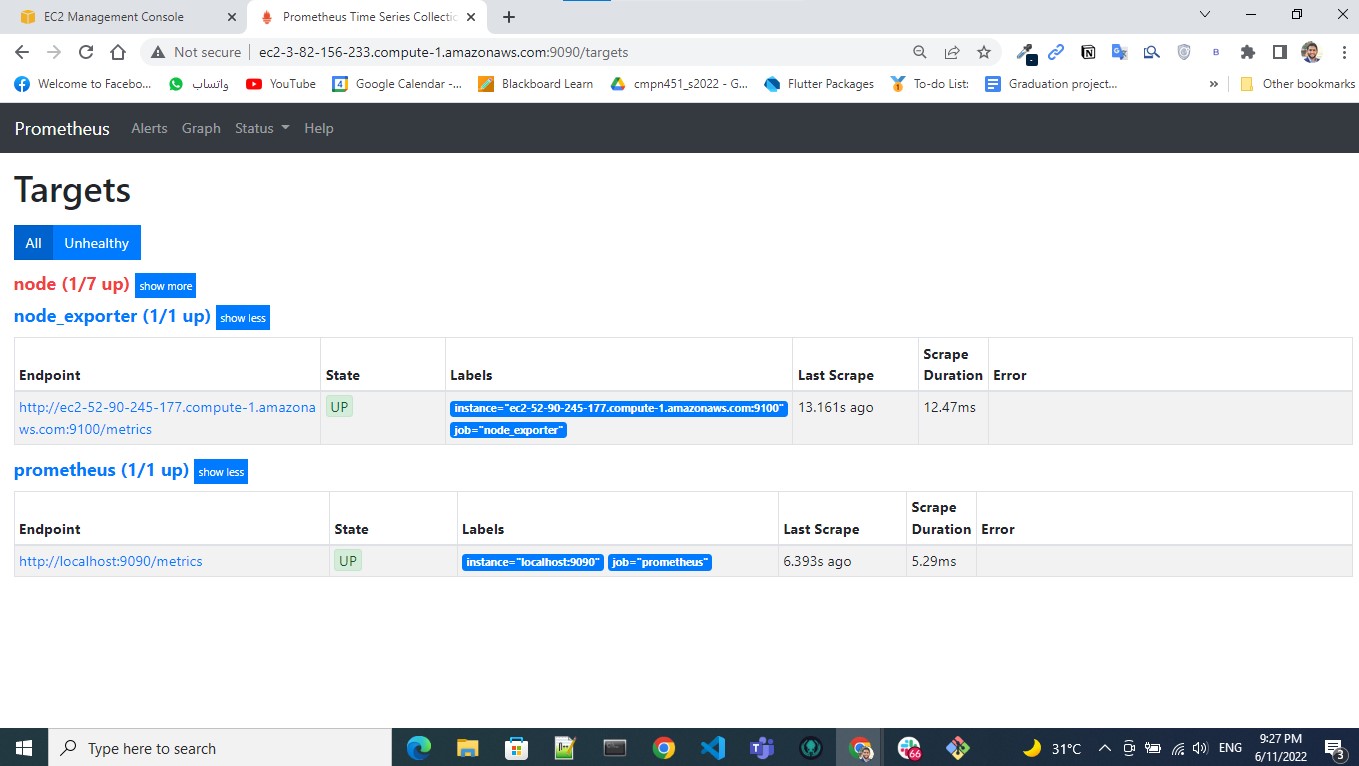 EC2 Management Console
Prometheus Time Series Collectic
Not secure
ec2-3-82-156-233.compute-1.amazonaws.com:9090/targets
Welcome to Facebo...
واتساب
YouTube
4
Google Calendar -...
Blackboard Learn
cmpn451_s2022 - G...
Flutter Packages
To-do List:
Graduation project...
»
Other bookmarks
Prometheus
Alerts
Graph
Status
Help
Targets
All
Unhealthy
node (1/7 up)
show more
node_exporter (1/1 up)
show less
Endpoint
State
Labels
Last Scrape
Scrape
Duration
Error
http://ec2-52-90-245-177.compute-1.amazona
ws.com:9100/metrics
UP
instance="ec2-52-90-245-177.compute-1.amazonaws.com:9100"
job="node_exporter"
13.161s ago
12.47ms
prometheus (1/1 up)
show less
Endpoint
State
Labels
Last Scrape
Scrape
Duration
Error
http://localhost:9090/metrics
UP
instance="localhost:9090"
job="prometheus"
6.393s ago
5.29ms
Type here to search
66
31°C
ENG
9:27 PM
6/11/2022
3